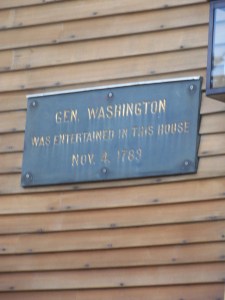 GEN. WASHINGTON
WAS ENTERTAINED IN THIS HOUSE
NOV. 4, 1789